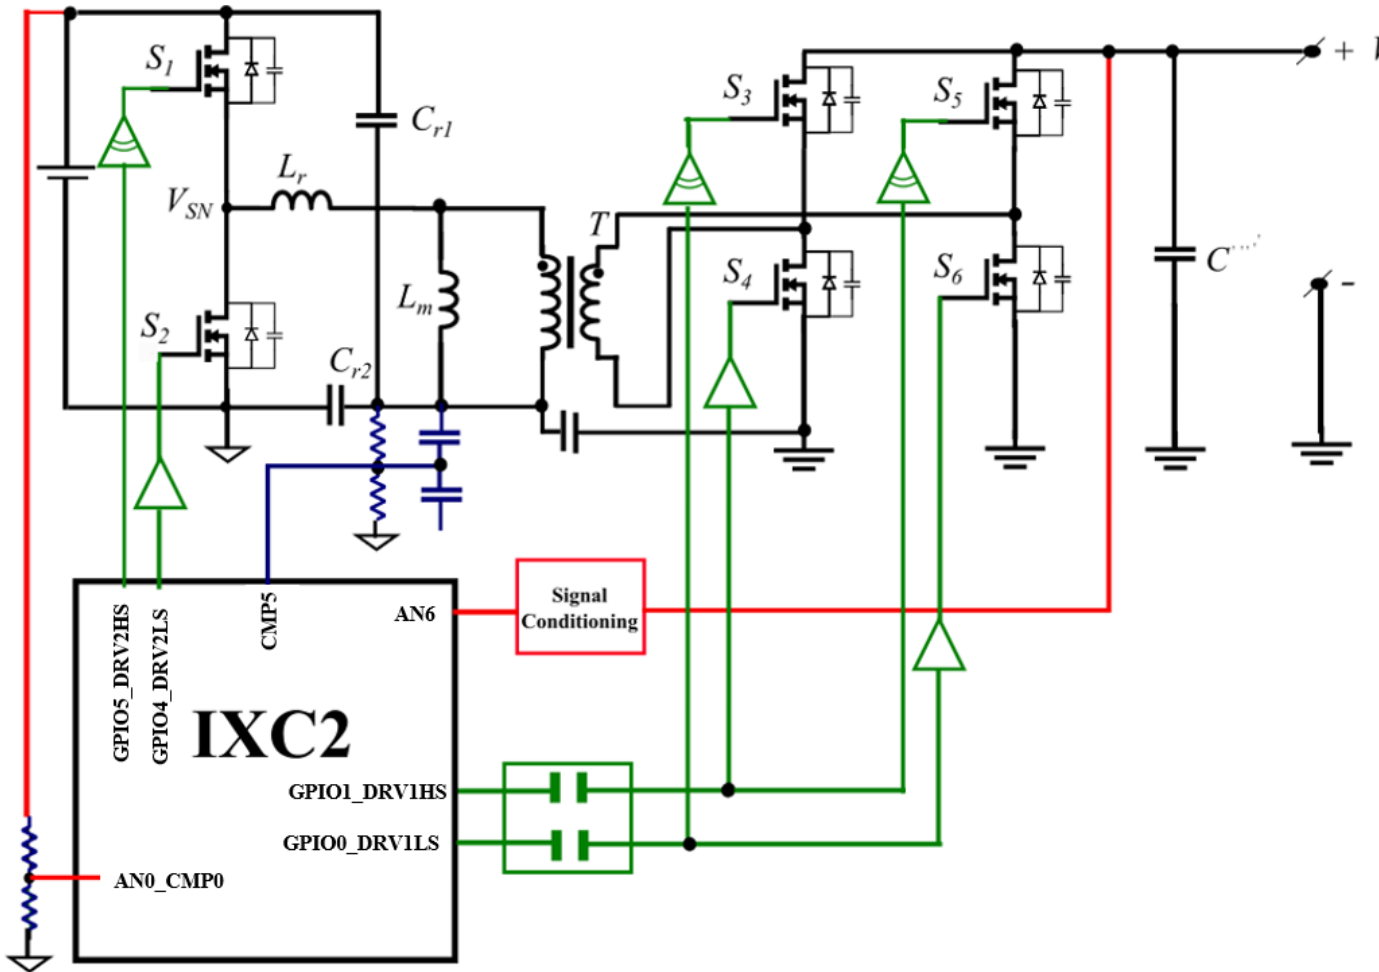 S1
S3
S5
+
Cr1
Lr
VSN
T
S4
S6
C
Lm
-
S2
Cr2
Signal
Conditioning
AN6
CMP5
GPIO5_DRV2HS
GPIO4_DRV2LS
IXC2
GPIO1_DRV1HS
GPIO0_DRV1LS
AN0_CMP0